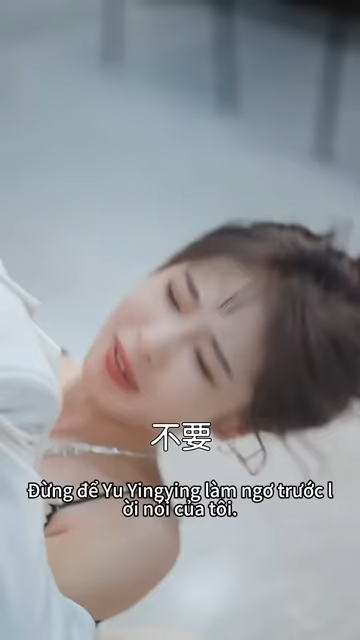 不要
Đừng để Yu Yingying làm ngơ trước l
ời nói của tôi.